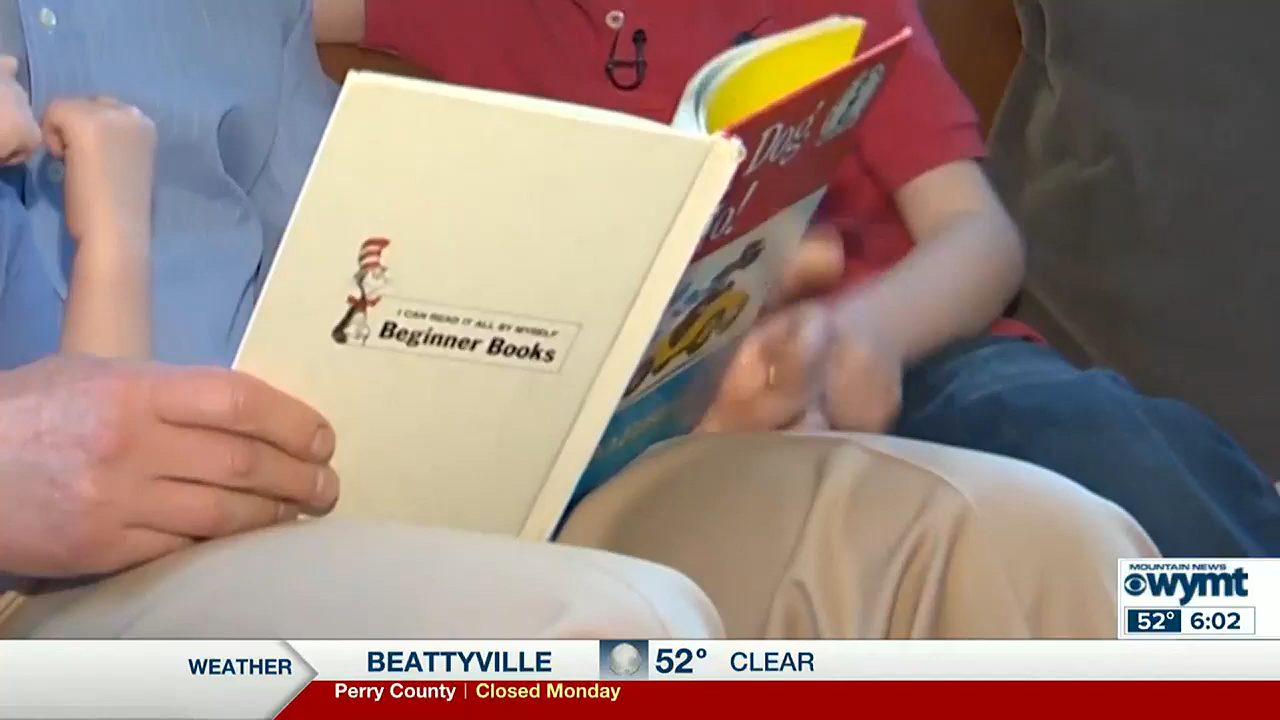 Dog!
I CAN READ IT ALL BY MYSELF
Beginner Books
MOUNTAIN NEWS
wymt
52° 6:02
WEATHER
BEATTYVILLE 52° CLEAR
Perry County | Closed Monday